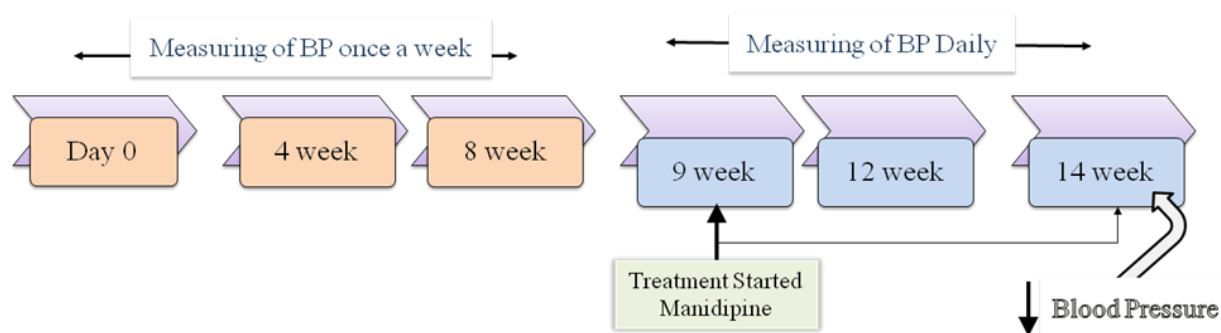 Measuring of BP once a week
Measuring of BP Daily
Day 0
4 week
8 week
9 week
12 week
14 week
Treatment Started
Manidipine
Blood Pressure